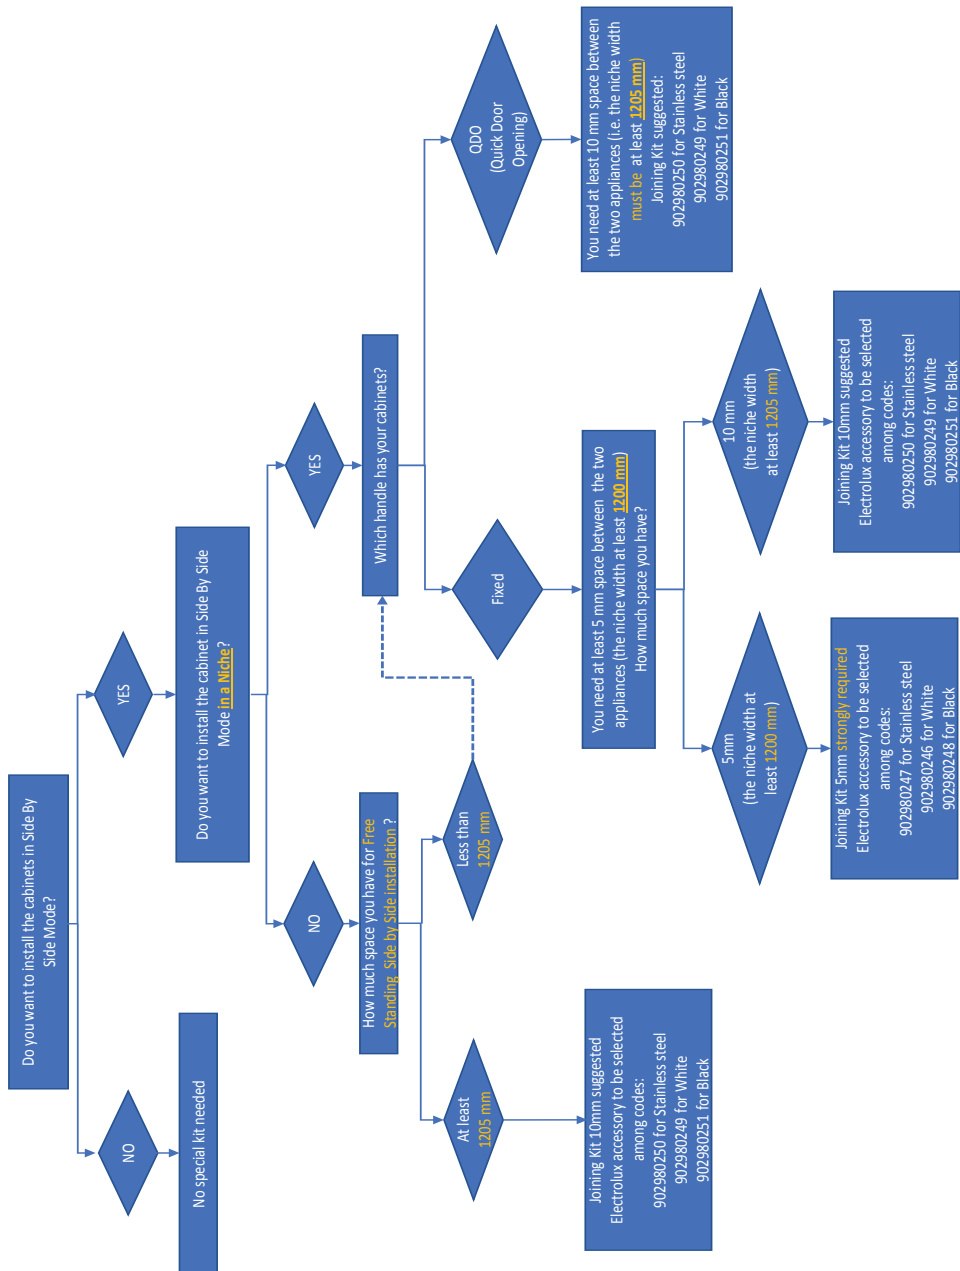 Do you want to install the cabinets in Side By
Side Mode?
NO
YES
No special kit needed
Do you want to install the cabinet in Side By Side
Mode in a Niche?
NO
YES
How much space you have for Free
Standing Side by Side installation ?
Which handle has your cabinets?
At least
1205 mm
Less than
1205 mm
Fixed
QDO
(Quick Door
Opening)
Joining Kit 10mm suggested
Electrolux accessory to be selected
among codes:
902980250 for Stainless steel
902980249 for White
902980251 for Black
You need at least 5 mm space between the two
appliances (the niche width at least 1200 mm)
How much space you have?
You need at least 10 mm space between
the two appliances (i.e. the niche width
must be at least 1205 mm)
Joining Kit suggested:
902980250 for Stainless steel
902980249 for White
902980251 for Black
5mm
(the niche width at
least 1200 mm)
10 mm
(the niche width
at least 1205 mm)
Joining Kit 5mm strongly required
Electrolux accessory to be selected
among codes:
902980247 for Stainless steel
902980246 for White
902980248 for Black
Joining Kit 10mm suggested
Electrolux accessory to be selected
among codes:
902980250 for Stainless steel
902980249 for White
902980251 for Black